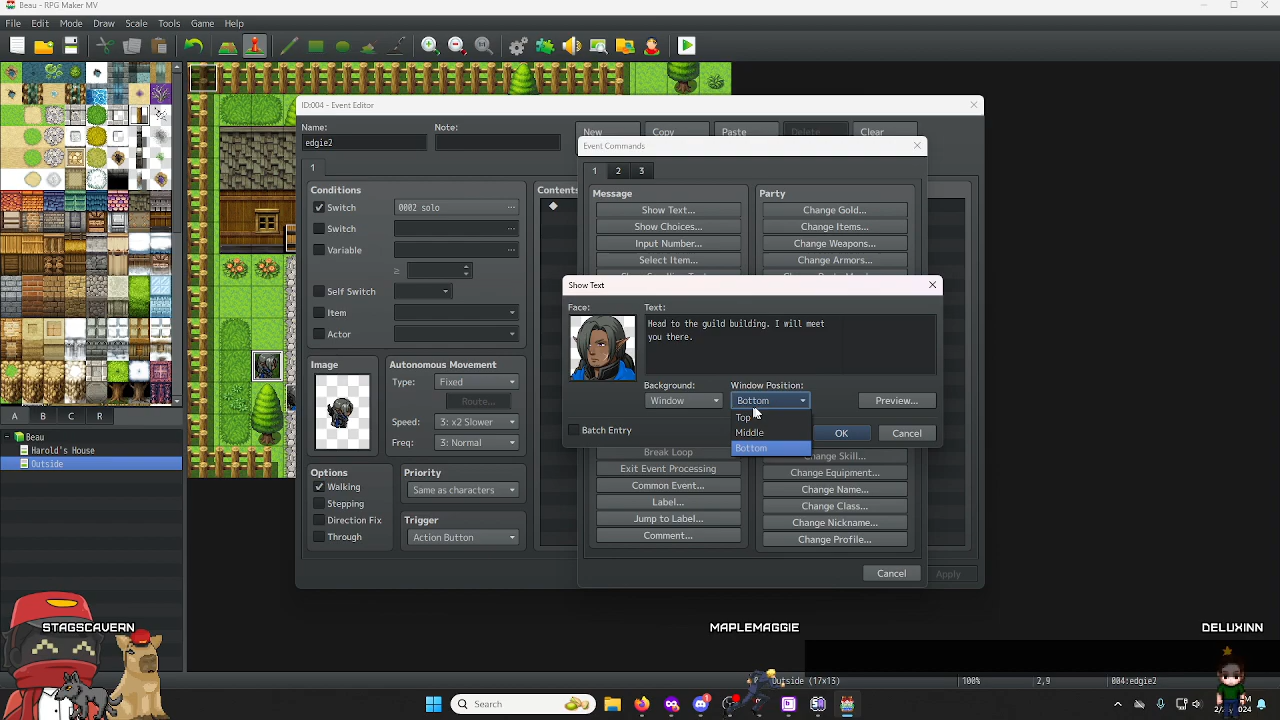 Beau - RPG Maker MV
File Edit Mode Draw Scale Tools Game Help
ID:004 - Event Editor
Name:
Note:
edgie2
New
Copy
Paste
Delete
Clear
Event Commands
1
1 2 3
Conditions
Contents
Message
Party
Switch 0002 solo ...
Switch ...
Variable ...
≥
Self Switch
Item
Actor
Show Text...
Show Choices...
Input Number...
Select Item...
Change Gold...
Change Items...
Change Weapons...
Change Armors...
Show Text
Face:
Text:
Head to the guild building. I will meet
you there.
Background:
Window
Window Position:
Bottom
Top
Middle
Bottom
Preview...
Batch Entry
OK
Cancel
Image
Autonomous Movement
Type: Fixed
Route...
Speed: 3: x2 Slower
Freq: 3: Normal
Options
Walking
Stepping
Direction Fix
Through
Priority
Same as characters
Trigger
Action Button
Break Loop
Exit Event Processing
Common Event...
Label...
Jump to Label...
Comment...
Change Skill...
Change Equipment...
Change Name...
Change Class...
Change Nickname...
Change Profile...
Cancel
Apply
A B C R
Beau
Harold's House
Outside
STAGSCAVERN
MAPLEMAGGIE
DELUXINN
Outside (17x13)
100%
2,9
004:edgie2
Search